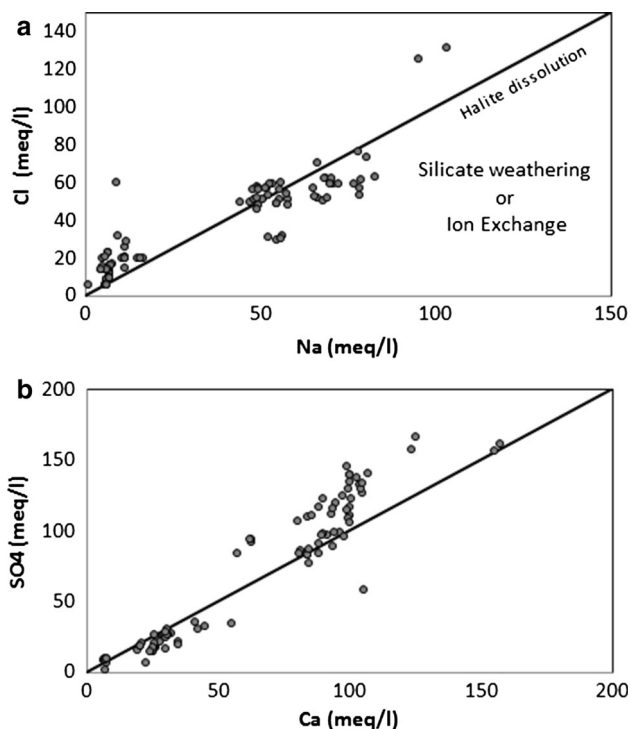 a
140
120
100
80
60
40
20
0
Cl (meq/l)
Halite dissolution
Silicate weathering
or
Ion Exchange
0 50 100 150
Na (meq/l)
b
200
150
100
50
0
SO4 (meq/l)
0 50 100 150 200
Ca (meq/l)